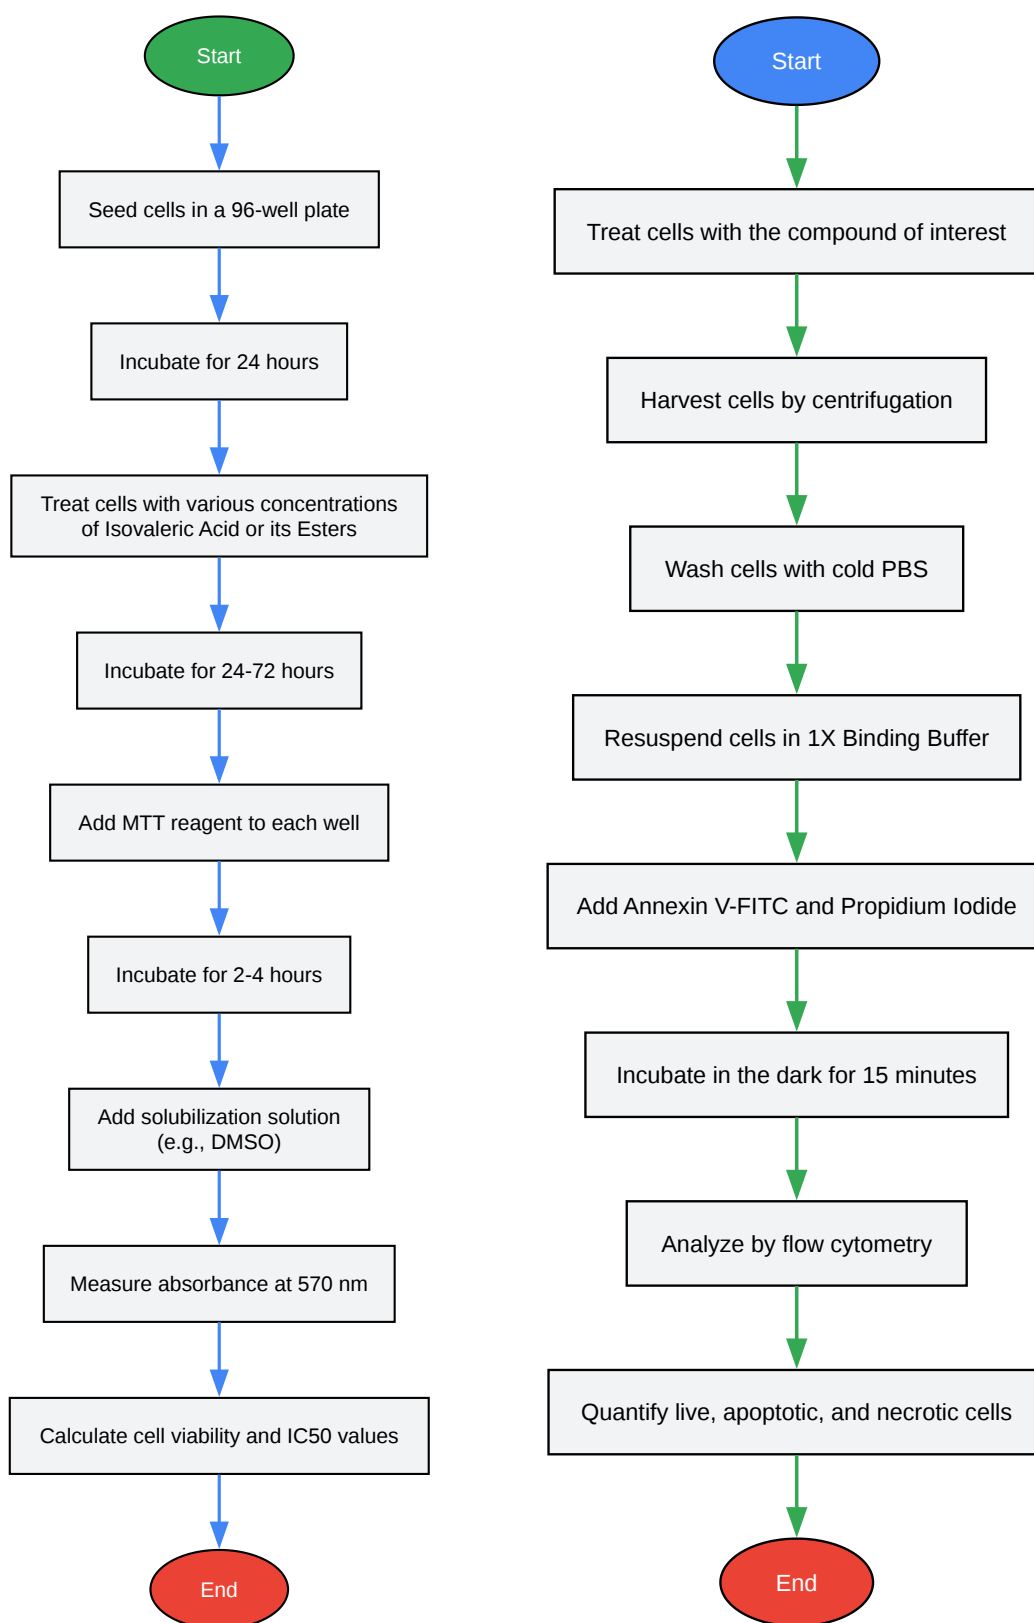 Start
Seed cells in a 96-well plate
Incubate for 24 hours
Treat cells with various concentrations
of Isovaleric Acid or its Esters
Incubate for 24-72 hours
Add MTT reagent to each well
Incubate for 2-4 hours
Add solubilization solution
(e.g., DMSO)
Measure absorbance at 570 nm
Calculate cell viability and IC50 values
End
Start
Treat cells with the compound of interest
Harvest cells by centrifugation
Wash cells with cold PBS
Resuspend cells in 1X Binding Buffer
Add Annexin V-FITC and Propidium Iodide
Incubate in the dark for 15 minutes
Analyze by flow cytometry
Quantify live, apoptotic, and necrotic cells
End